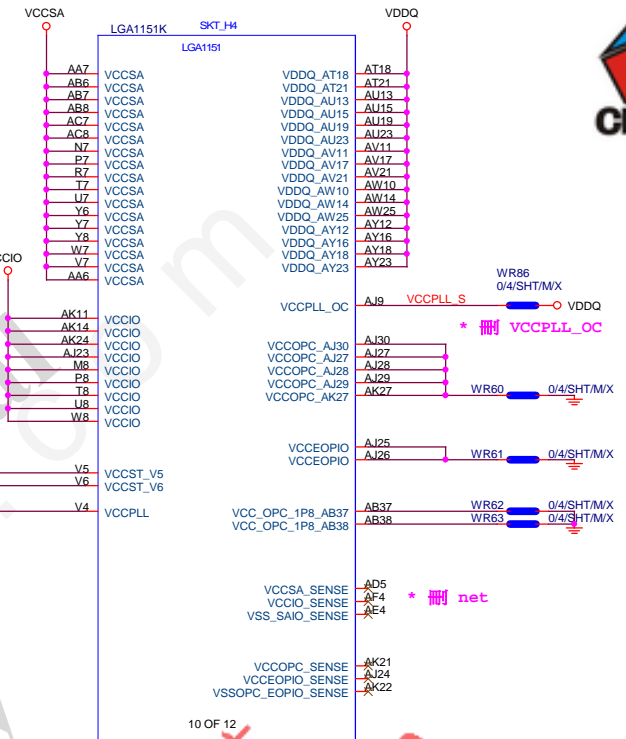 VCCSA
VDDQ
LGA1151K
SKT_H4
LGA1151
AA7 VCCSA
AB6 VCCSA
AB7 VCCSA
AB8 VCCSA
AC7 VCCSA
AC8 VCCSA
N7 VCCSA
P7 VCCSA
R7 VCCSA
T7 VCCSA
U7 VCCSA
Y6 VCCSA
Y7 VCCSA
Y8 VCCSA
W7 VCCSA
V7 VCCSA
AA6 VCCSA
VDDQ_AT18 AT18
VDDQ_AT21 AT21
VDDQ_AU13 AU13
VDDQ_AU15 AU15
VDDQ_AU19 AU19
VDDQ_AU23 AU23
VDDQ_AV11 AV11
VDDQ_AV17 AV17
VDDQ_AV21 AV21
VDDQ_AW10 AW10
VDDQ_AW14 AW14
VDDQ_AW25 AW25
VDDQ_AY12 AY12
VDDQ_AY16 AY16
VDDQ_AY18 AY18
VDDQ_AY23 AY23
WR86
0/4/SHT/M/X
VCCPLL_OC AJ9 VCCPLL_S VDDQ
* VCCPLL_OC
AK11 VCCIO
AK14 VCCIO
AK24 VCCIO
AJ23 VCCIO
M8 VCCIO
P8 VCCIO
T8 VCCIO
U8 VCCIO
W8 VCCIO
VCCOPC_AJ30 AJ30
VCCOPC_AJ27 AJ27
VCCOPC_AJ28 AJ28
VCCOPC_AJ29 AJ29
VCCOPC_AK27 AK27 WR60 0/4/SHT/M/X
VCCEOPIO AJ25
VCCEOPIO AJ26 WR61 0/4/SHT/M/X
V5 VCCST_V5
V6 VCCST_V6
V4 VCCPLL
VCC_OPC_1P8_AB37 AB37 WR62 0/4/SHT/M/X
VCC_OPC_1P8_AB38 AB38 WR63 0/4/SHT/M/X
VCCSA_SENSE AD5
VCCIO_SENSE AF4
VSS_SAIO_SENSE AE4
* net
VCCOPC_SENSE AK21
VCCEOPIO_SENSE AJ24
VSSOPC_EOPIO_SENSE AK22
10 OF 12